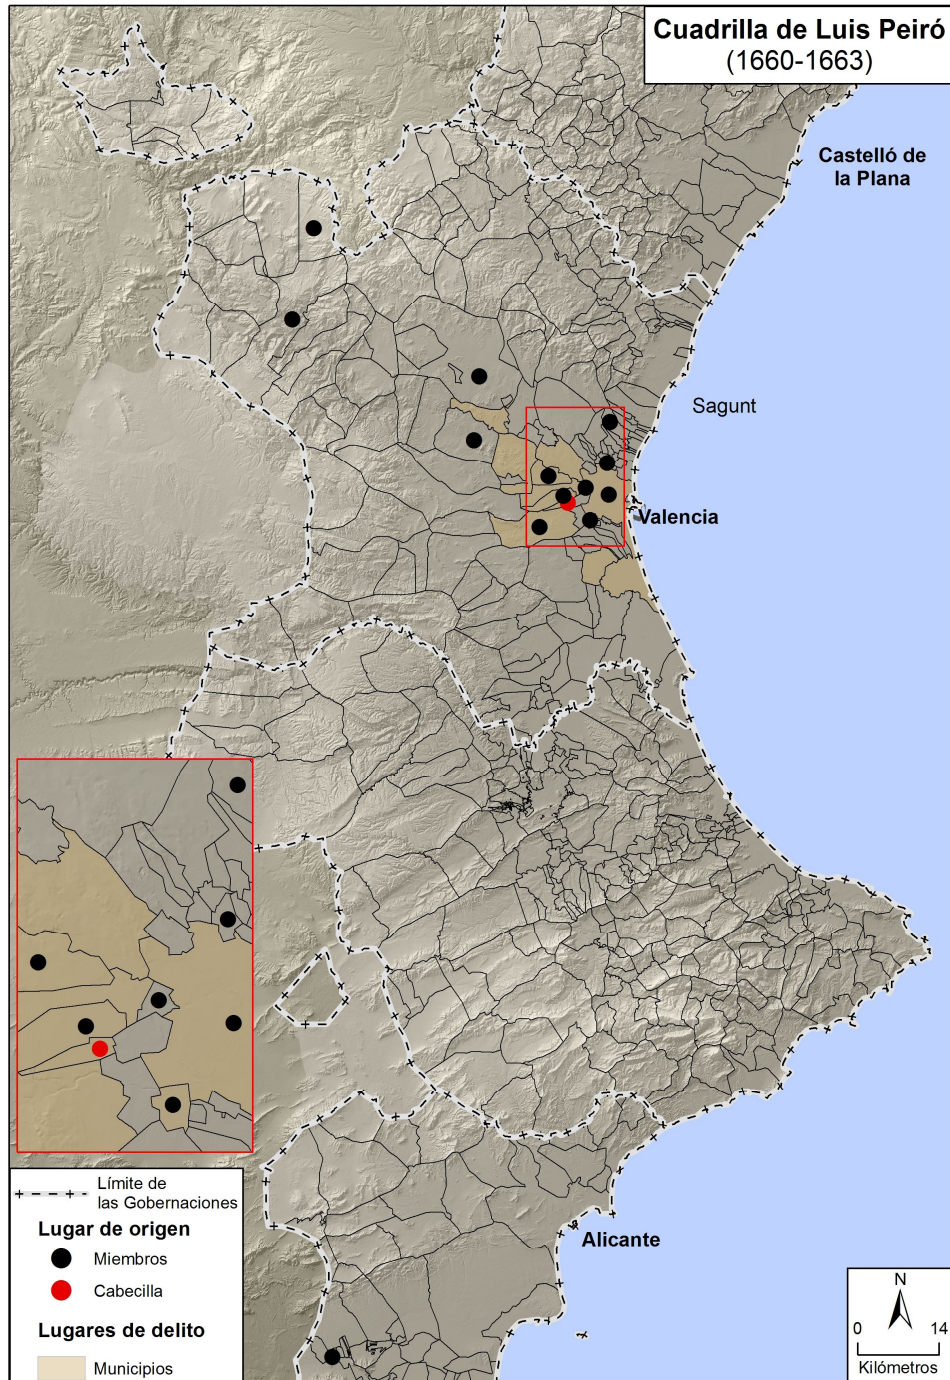 Cuadrilla de Luis Peiró
(1660-1663)
Castelló de
la Plana
Sagunt
Valencia
Alicante
Límite de
las Gobernaciones
Lugar de origen
Miembros
Cabecilla
Lugares de delito
Municipios
N
0 14
Kilómetros